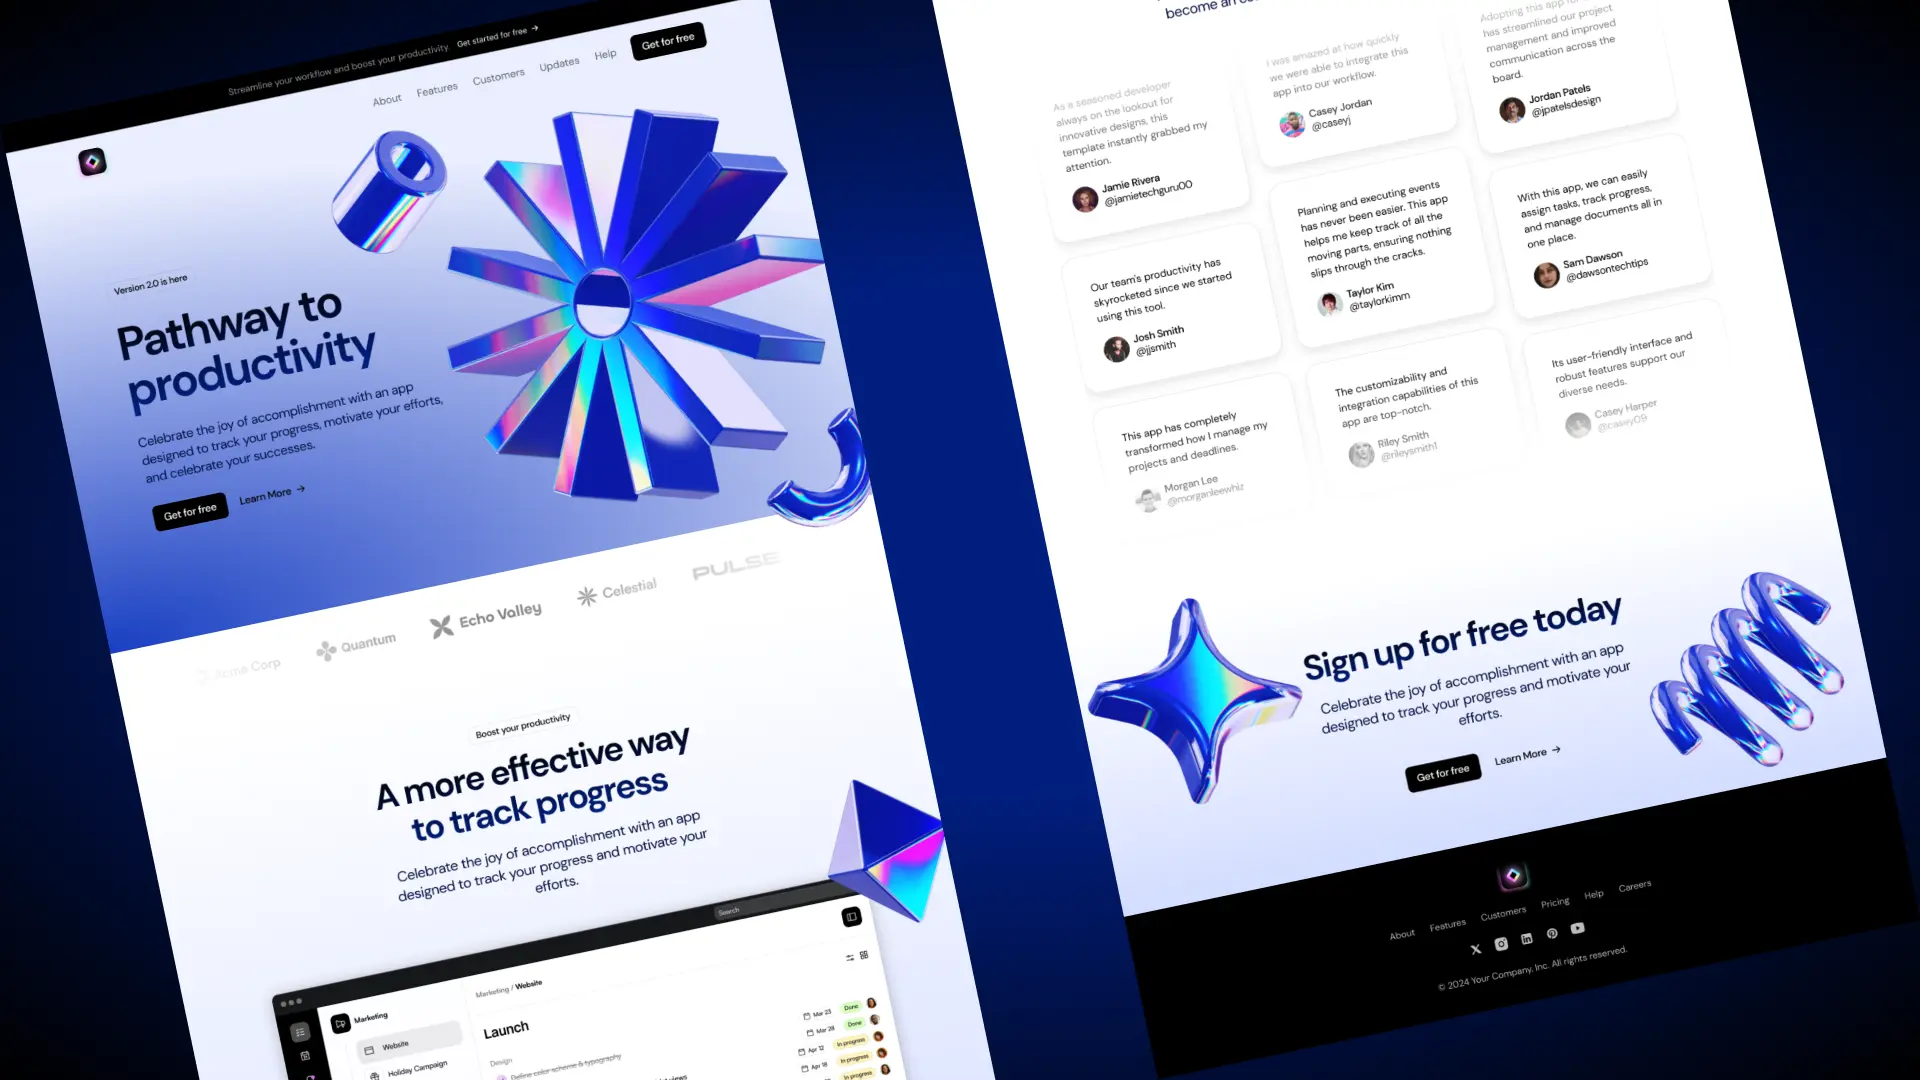 Streamline your workflow and boost your productivity. Get started for free →
About Features Customers Updates Help Get for free
Version 2.0 is here
Pathway to
productivity
Celebrate the joy of accomplishment with an app
designed to track your progress, motivate your efforts,
and celebrate your successes.
Get for free Learn More →
Acme Corp Quantum Echo Valley Celestial PULSE
Boost your productivity
A more effective way
to track progress
Celebrate the joy of accomplishment with an app
designed to track your progress and motivate your
efforts.
Search
Marketing
Website
Holiday Campaign
Marketing / Website
Launch
Design
Define color scheme & typography
Mar 23 Done
Mar 28 Done
Apr 12 In progress
Apr 18 In progress
In progress
become an
As a seasoned developer
always on the lookout for
innovative designs, this
template instantly grabbed my
attention.
Jamie Rivera
@jamietechguru00
Our team's productivity has
skyrocketed since we started
using this tool.
Josh Smith
@jjsmith
This app has completely
transformed how I manage my
projects and deadlines.
Morgan Lee
@morganleewhiz
I was amazed at how quickly
we were able to integrate this
app into our workflow.
Casey Jordan
@caseyj
Planning and executing events
has never been easier. This app
helps me keep track of all the
moving parts, ensuring nothing
slips through the cracks.
Taylor Kim
@taylorkimm
The customizability and
integration capabilities of this
app are top-notch.
Riley Smith
@rileysmith1
Adopting this app for
has streamlined our project
management and improved
communication across the
board.
Jordan Patels
@jpatelsdesign
With this app, we can easily
assign tasks, track progress,
and manage documents all in
one place.
Sam Dawson
@dawsontechtips
Its user-friendly interface and
robust features support our
diverse needs.
Casey Harper
@casey09
Sign up for free today
Celebrate the joy of accomplishment with an app
designed to track your progress and motivate your
efforts.
Get for free Learn More →
About Features Customers Pricing Help Careers
© 2024 Your Company, Inc. All rights reserved.